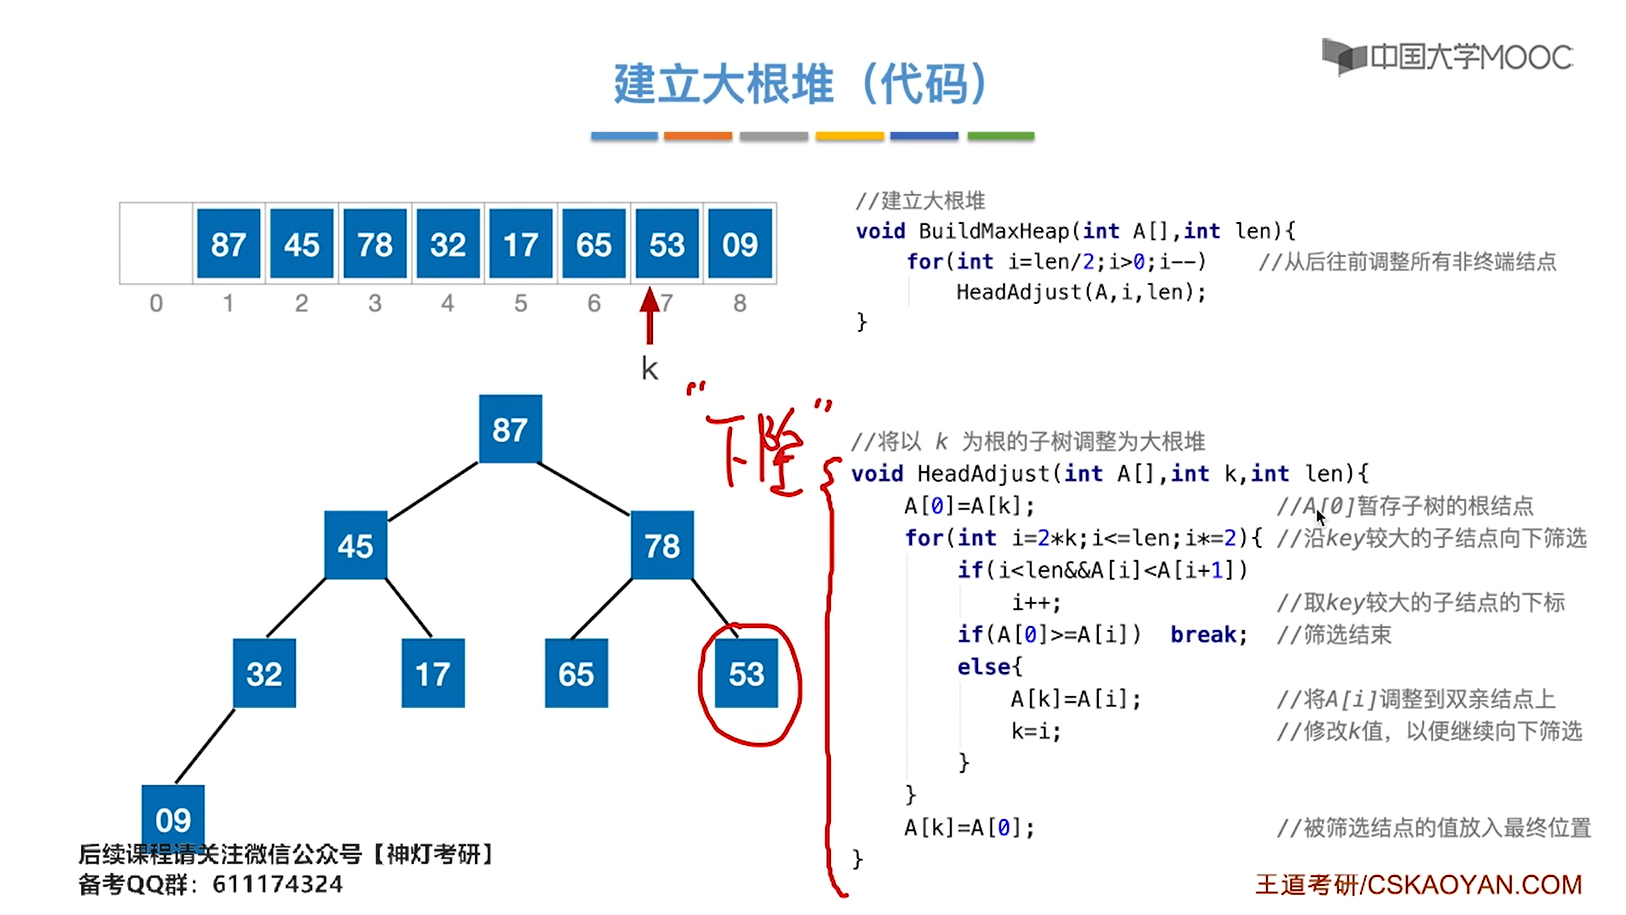 中国大学MOOC
建立大根堆（代码）
87 45 78 32 17 65 53 09
0 1 2 3 4 5 6 7 8
k
//建立大根堆
void BuildMaxHeap(int A[],int len){
for(int i=len/2;i>0;i--) //从后往前调整所有非终端结点
HeadAdjust(A,i,len);
}
“下坠”
87
45 78
32 17 65 53
09
//将以 k 为根的子树调整为大根堆
void HeadAdjust(int A[],int k,int len){
A[0]=A[k]; //A[0]暂存子树的根结点
for(int i=2*k;i<=len;i*=2){ //沿key较大的子结点向下筛选
if(i<len&&A[i]<A[i+1])
i++; //取key较大的子结点的下标
if(A[0]>=A[i]) break; //筛选结束
else{
A[k]=A[i]; //将A[i]调整到双亲结点上
k=i; //修改k值，以便继续向下筛选
}
}
A[k]=A[0]; //被筛选结点的值放入最终位置
}
后续课程请关注微信公众号【神灯考研】
备考QQ群：611174324
王道考研/CSKAOYAN.COM